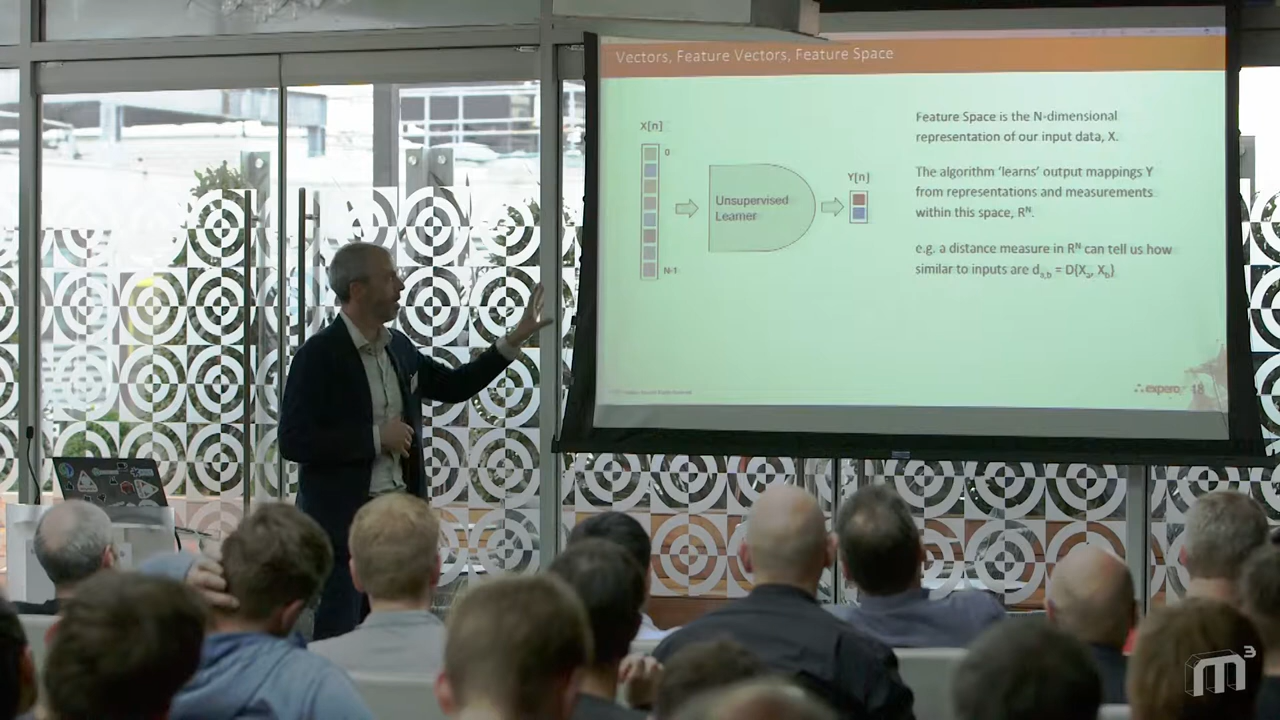 Vectors, Feature Vectors, Feature Space
X[n]
0
N-1
Unsupervised
Learner
Y[n]
Feature Space is the N-dimensional
representation of our input data, X.
The algorithm ‘learns’ output mappings Y
from representations and measurements
within this space, Rᴺ.
e.g. a distance measure in Rᴺ can tell us how
similar to inputs are dₐ,b = D{Xₐ, X_b}
expero
18
m³